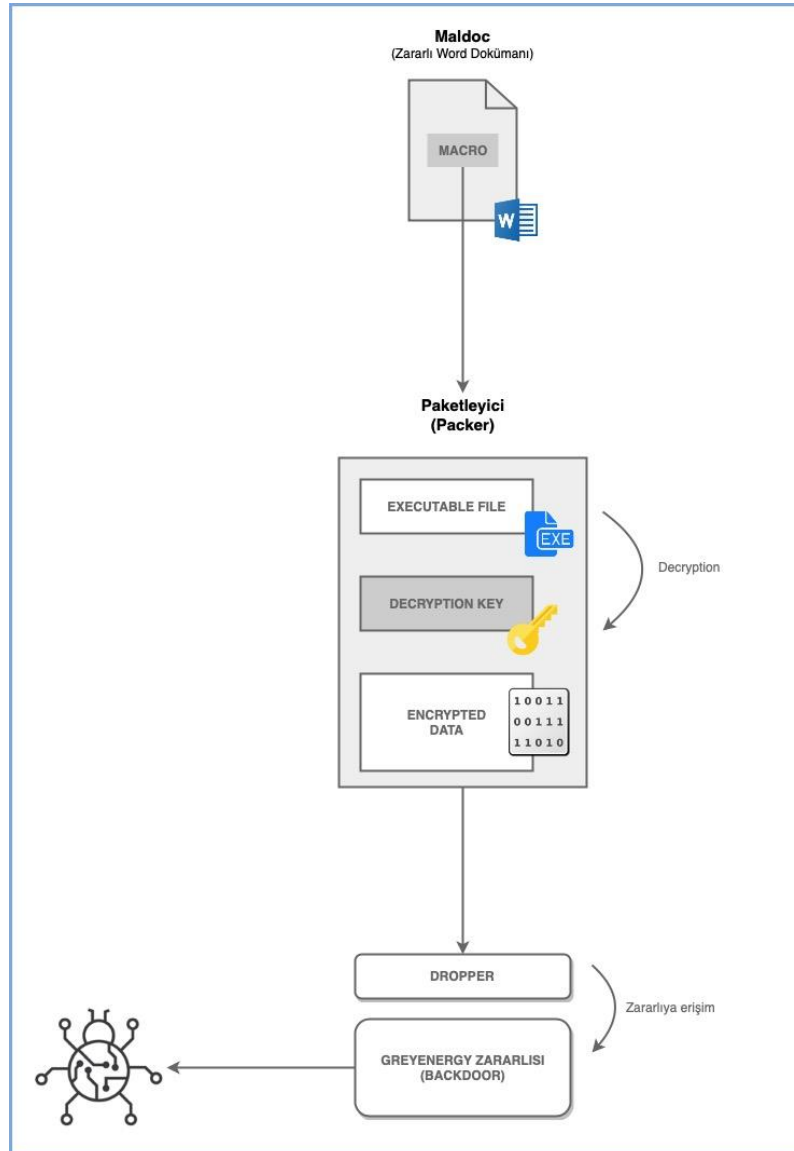 Maldoc
(Zararlı Word Dokümanı)
MACRO
W
Paketleyici
(Packer)
EXECUTABLE FILE
EXE
Decryption
DECRYPTION KEY
ENCRYPTED
DATA
10011
00111
11010
DROPPER
Zararlıya erişim
GREYENERGY ZARARLISI
(BACKDOOR)